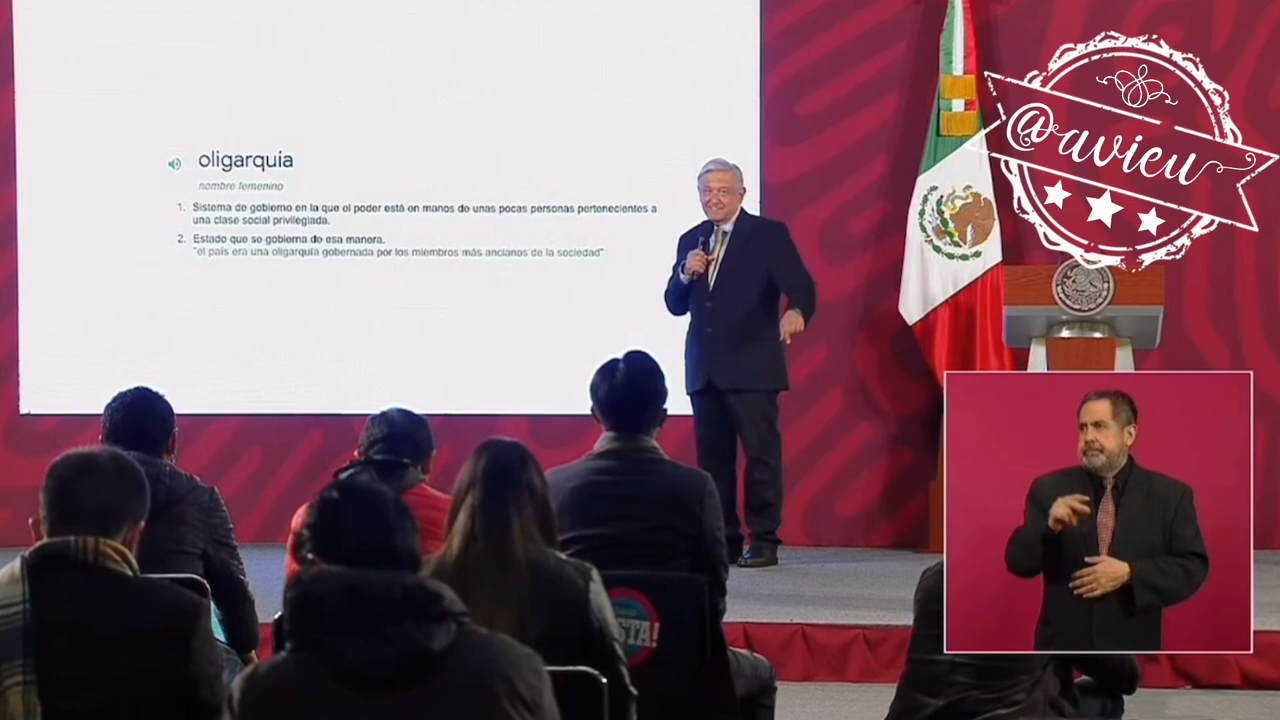 oligarquía
nombre femenino
1. Sistema de gobierno en la que el poder está en manos de unas pocas personas pertenecientes a
una clase social privilegiada.
2. Estado que se gobierna de esa manera.
"el país era una oligarquía gobernada por los miembros más ancianos de la sociedad"
@avieu